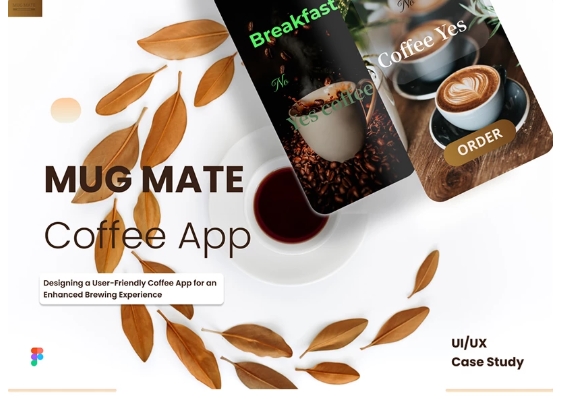 Breakfast
No
Yes coffee
No
Coffee Yes
ORDER
MUG MATE
Coffee App
Designing a User-Friendly Coffee App for an
Enhanced Brewing Experience
UI/UX
Case Study